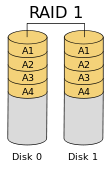 RAID 1
A1 A1
A2 A2
A3 A3
A4 A4
Disk 0 Disk 1